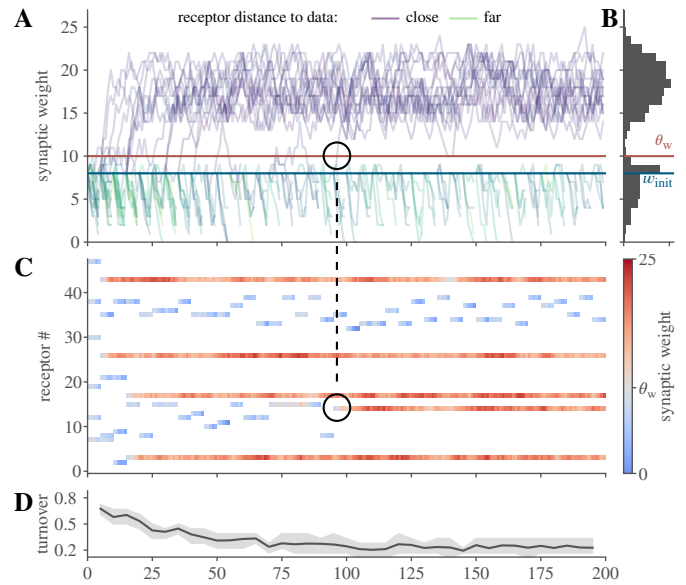 A
receptor distance to data: close far
B
25
20
15
10
5
0
synaptic weight
θw
winit
C
40
30
20
10
0
receptor #
25
θw
0
synaptic weight
D
0.8
0.5
0.2
turnover
0 25 50 75 100 125 150 175 200